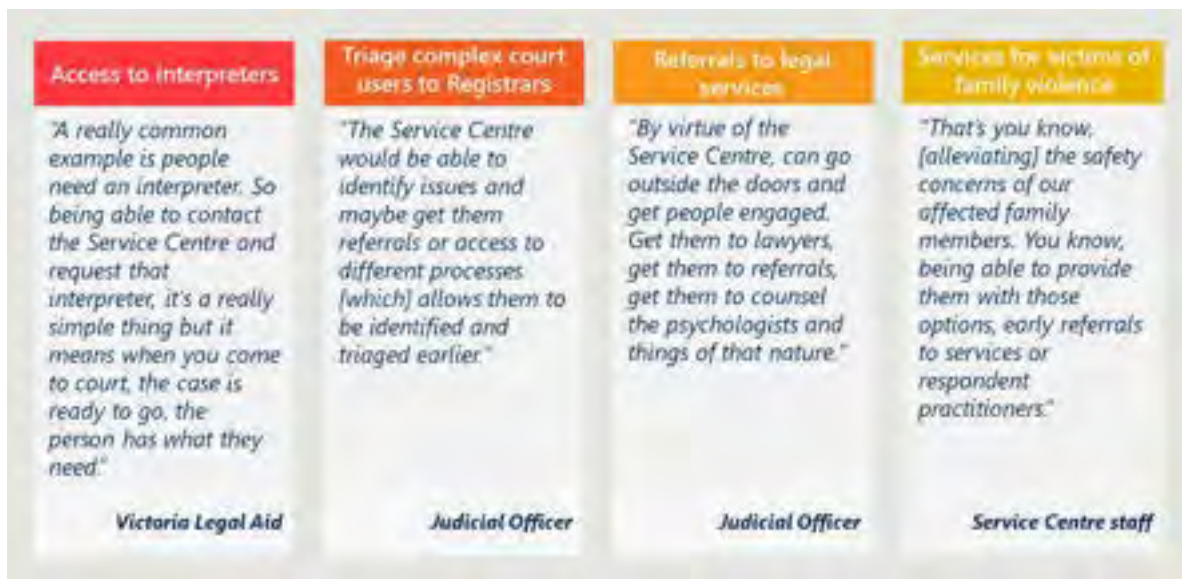 Access to interpreters
"A really common
example is people
need an interpreter. So
being able to contact
the Service Centre and
request that
interpreter, it's a really
simple thing but it
means when you come
to court, the case is
ready to go, the
person has what they
need."
Victoria Legal Aid
Triage complex court
users to Registrars
"The Service Centre
would be able to
identify issues and
maybe get them
referrals or access to
different processes
[which] allows them to
be identified and
triaged earlier."
Judicial Officer
Referrals to legal
services
"By virtue of the
Service Centre, can go
outside the doors and
get people engaged.
Get them to lawyers,
get them to referrals,
get them to counsel
the psychologists and
things of that nature."
Judicial Officer
Services for victims of
family violence
"That's you know,
[alleviating] the safety
concerns of our
affected family
members. You know,
being able to provide
them with those
options, early referrals
to services or
respondent
practitioners."
Service Centre staff